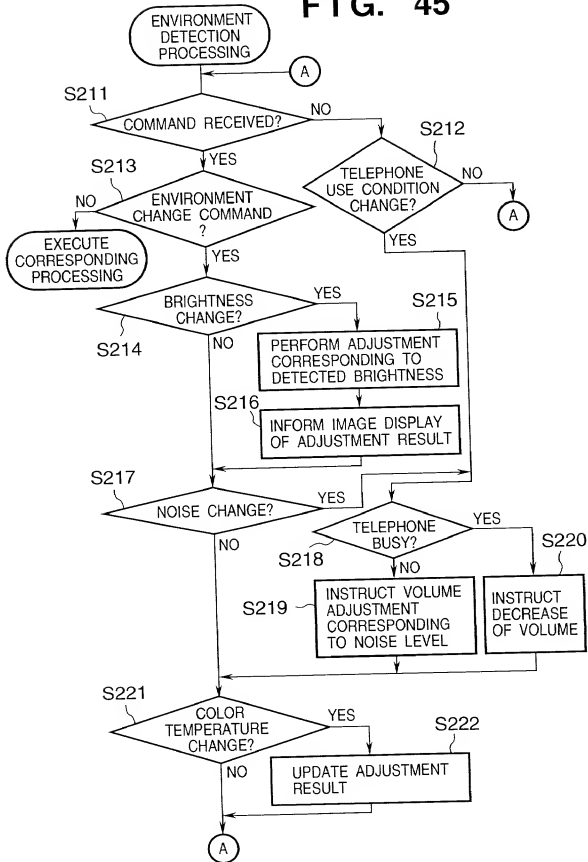 FIG. 45
ENVIRONMENT
DETECTION
PROCESSING
A
S211
COMMAND RECEIVED?
NO
YES
S212
TELEPHONE
USE CONDITION
CHANGE?
NO
A
YES
S213
ENVIRONMENT
CHANGE COMMAND
?
NO
EXECUTE
CORRESPONDING
PROCESSING
YES
BRIGHTNESS
CHANGE?
YES
S214
NO
S215
PERFORM ADJUSTMENT
CORRESPONDING TO
DETECTED BRIGHTNESS
S216
INFORM IMAGE DISPLAY
OF ADJUSTMENT RESULT
S217
NOISE CHANGE?
YES
NO
TELEPHONE
BUSY?
YES
S218
NO
S219
INSTRUCT VOLUME
ADJUSTMENT
CORRESPONDING
TO NOISE LEVEL
S220
INSTRUCT
DECREASE
OF VOLUME
S221
COLOR
TEMPERATURE
CHANGE?
YES
NO
S222
UPDATE ADJUSTMENT
RESULT
A